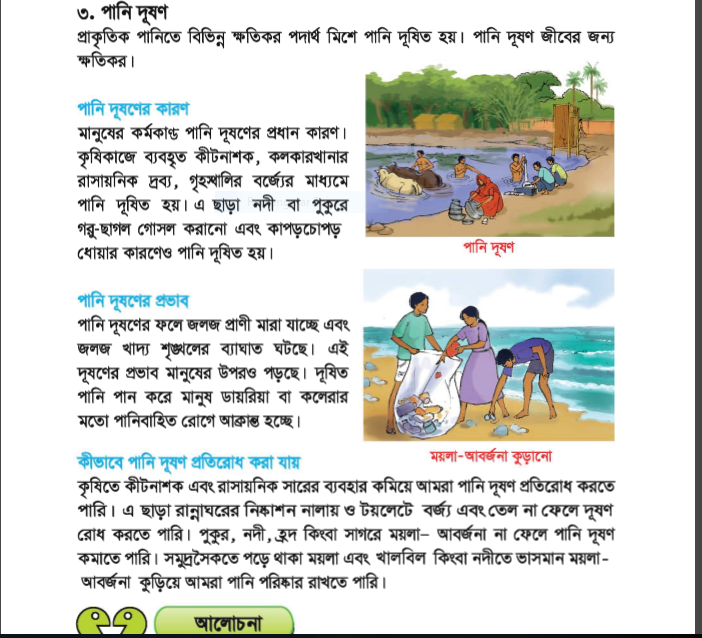 ৩. পানি দূষণ
প্রাকৃতিক পানিতে বিভিন্ন ক্ষতিকর পদার্থ মিশে পানি দূষিত হয়। পানি দূষণ জীবের জন্য
ক্ষতিকর।
পানি দূষণের কারণ
মানুষের কর্মকাণ্ড পানি দূষণের প্রধান কারণ।
কৃষিকাজে ব্যবহৃত কীটনাশক, কলকারখানার
রাসায়নিক দ্রব্য, গৃহস্থালির বর্জ্যের মাধ্যমে
পানি দূষিত হয়। এ ছাড়া নদী বা পুকুরে
গরু-ছাগল গোসল করানো এবং কাপড়চোপড়
ধোয়ার কারণেও পানি দূষিত হয়।
পানি দূষণ
পানি দূষণের প্রভাব
পানি দূষণের ফলে জলজ প্রাণী মারা যাচ্ছে এবং
জলজ খাদ্য শৃঙ্খলের ব্যাঘাত ঘটছে। এই
দূষণের প্রভাব মানুষের উপরও পড়ছে। দূষিত
পানি পান করে মানুষ ডায়রিয়া বা কলেরার
মতো পানিবাহিত রোগে আক্রান্ত হচ্ছে।
ময়লা-আবর্জনা কুড়ানো
কীভাবে পানি দূষণ প্রতিরোধ করা যায়
কৃষিতে কীটনাশক এবং রাসায়নিক সারের ব্যবহার কমিয়ে আমরা পানি দূষণ প্রতিরোধ করতে
পারি। এ ছাড়া রান্নাঘরের নিষ্কাশন নালায় ও টয়লেটে বর্জ্য এবং তেল না ফেলে দূষণ
রোধ করতে পারি। পুকুর, নদী, হ্রদ কিংবা সাগরে ময়লা- আবর্জনা না ফেলে পানি দূষণ
কমাতে পারি। সমুদ্রসৈকতে পড়ে থাকা ময়লা এবং খালবিল কিংবা নদীতে ভাসমান ময়লা-
আবর্জনা কুড়িয়ে আমরা পানি পরিষ্কার রাখতে পারি।
আলোচনা